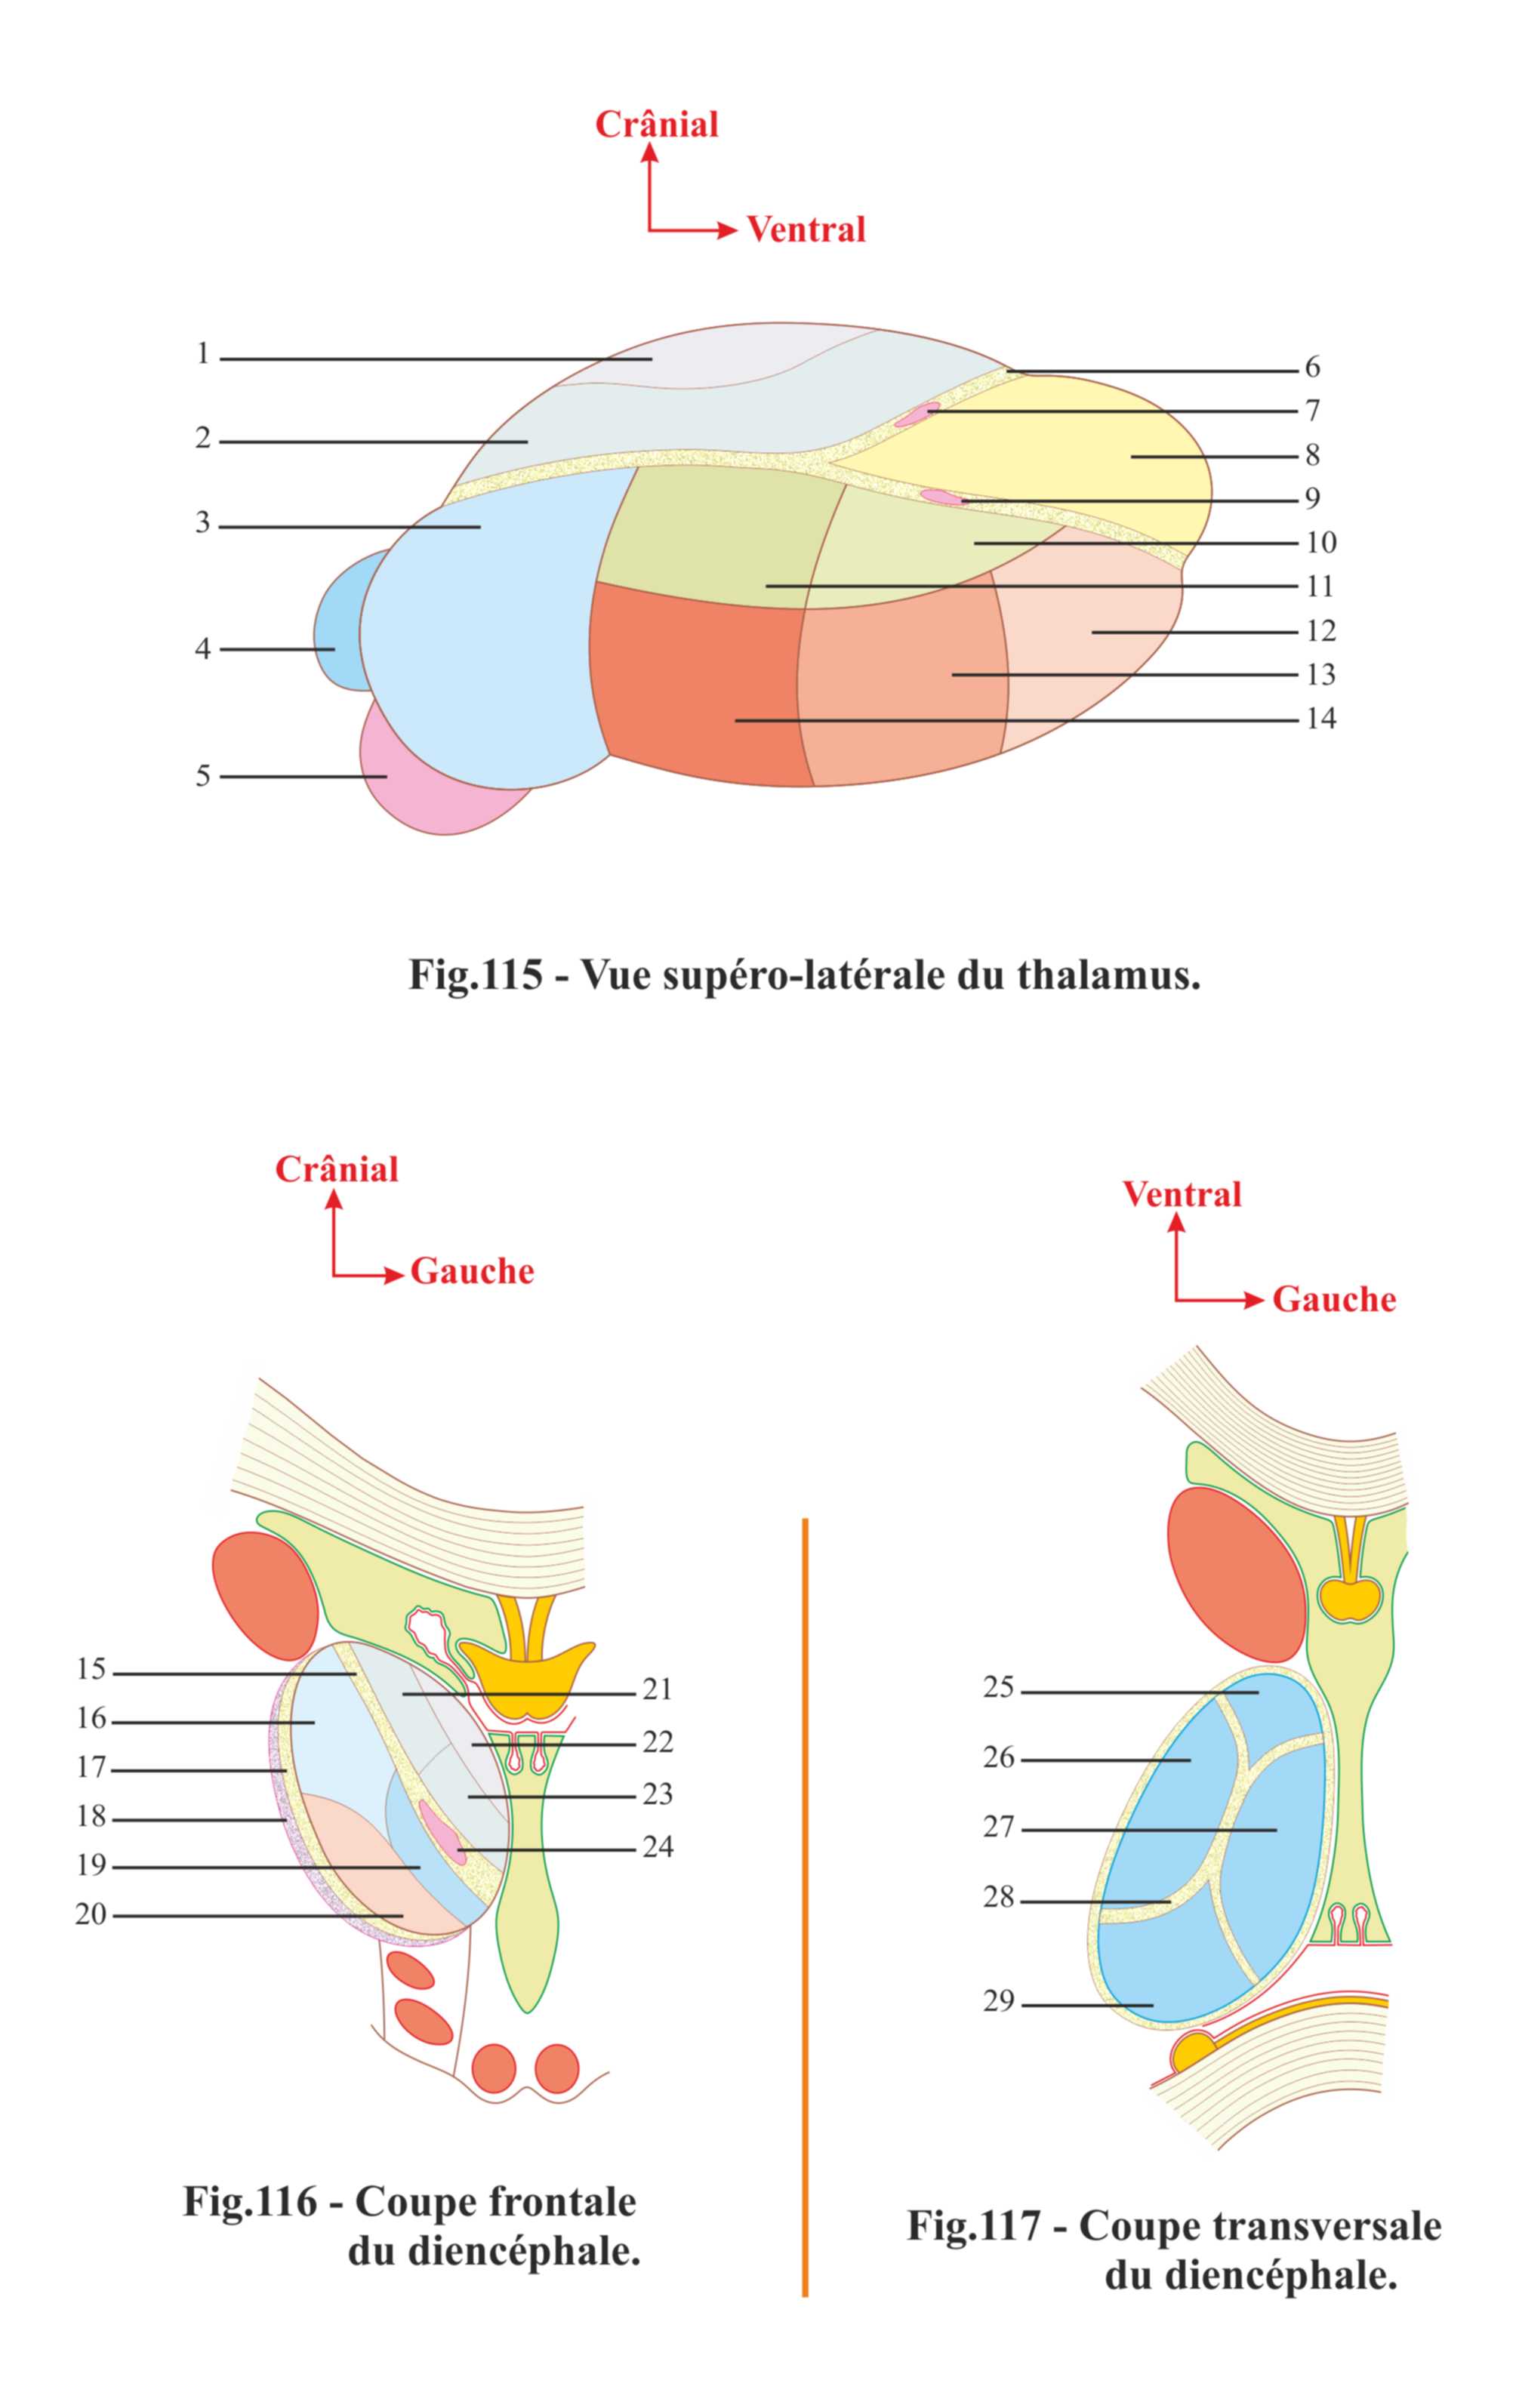 Crânial
Ventral
1
2
3
4
5
6
7
8
9
10
11
12
13
14
Fig.115 - Vue supéro-latérale du thalamus.
Crânial
Gauche
15
16
17
18
19
20
21
22
23
24
Fig.116 - Coupe frontale
du diencéphale.
Ventral
Gauche
25
26
27
28
29
Fig.117 - Coupe transversale
du diencéphale.